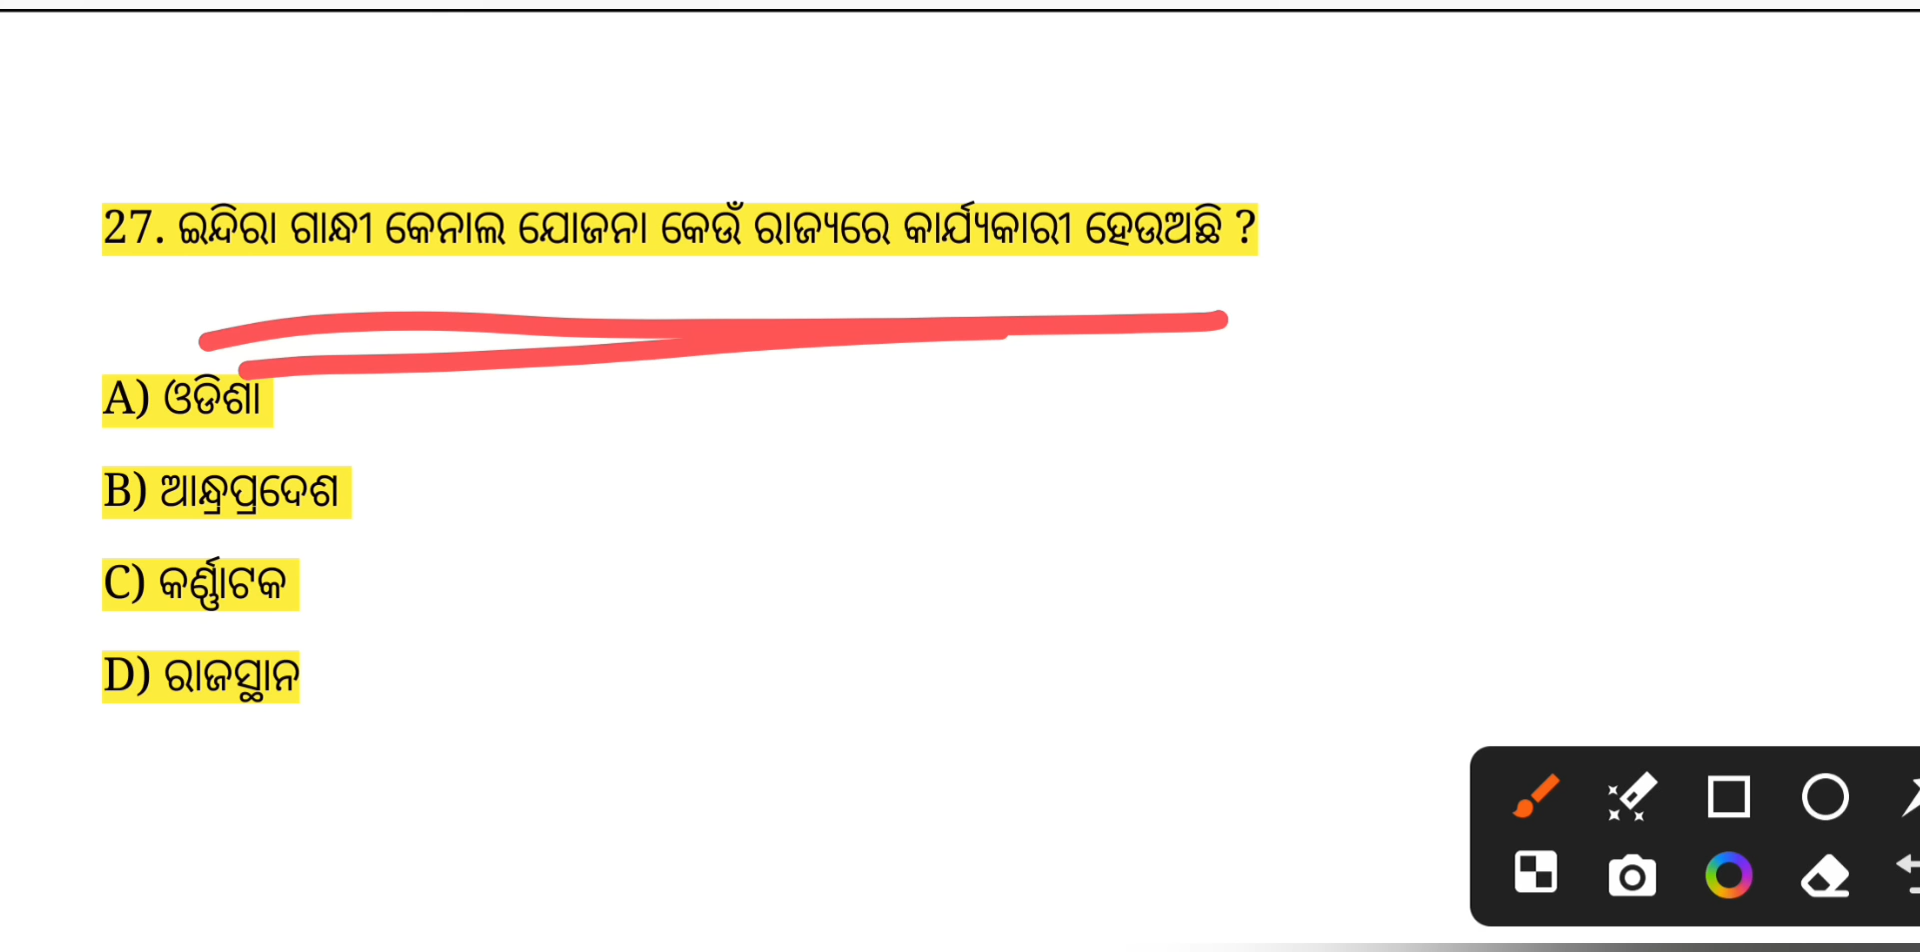 27. ଇନ୍ଦିରା ଗାନ୍ଧୀ କେନାଲ ଯୋଜନା କେଉଁ ରାଜ୍ୟରେ କାର୍ଯ୍ୟକାରୀ ହେଉଅଛି ?
A) ଓଡିଶା
B) ଆନ୍ଧ୍ରପ୍ରଦେଶ
C) କର୍ଣ୍ଣାଟକ
D) ରାଜସ୍ଥାନ